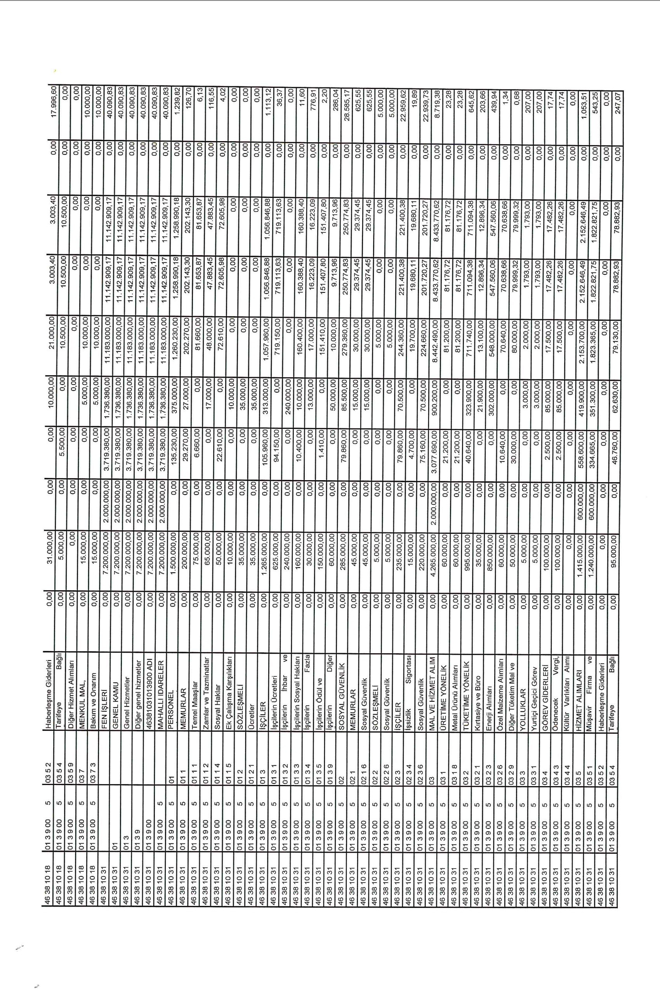 46 38 10 18 01 3 9 00 5 03 5 2 Haberleşme Giderleri 0,00 31.000,00 0,00 0,00 10.000,00 21.000,00 3.003,40 3.003,40 0,00 17.996,60
46 38 10 18 01 3 9 00 5 03 5 4 Tarifeye Bağlı 0,00 5.000,00 0,00 5.500,00 0,00 10.500,00 10.500,00 10.500,00 0,00 0,00
46 38 10 18 01 3 9 00 5 03 5 9 Diğer Hizmet Alımları 0,00 0,00 0,00 0,00 0,00 0,00 0,00 0,00 0,00 0,00
46 38 10 18 01 3 9 00 5 03 7 MENKUL MAL, 0,00 15.000,00 0,00 0,00 5.000,00 10.000,00 0,00 0,00 0,00 10.000,00
46 38 10 18 01 3 9 00 5 03 7 3 Bakım ve Onarım 0,00 15.000,00 0,00 0,00 5.000,00 10.000,00 0,00 0,00 0,00 10.000,00
46 38 10 31 FEN İŞLERİ 0,00 7.200.000,00 2.000.000,00 3.719.380,00 1.736.380,00 11.183.000,00 11.142.909,17 11.142.909,17 0,00 40.090,83
46 38 10 31 01 GENEL KAMU 0,00 7.200.000,00 2.000.000,00 3.719.380,00 1.736.380,00 11.183.000,00 11.142.909,17 11.142.909,17 0,00 40.090,83
46 38 10 31 01 3 Genel Hizmetler 0,00 7.200.000,00 2.000.000,00 3.719.380,00 1.736.380,00 11.183.000,00 11.142.909,17 11.142.909,17 0,00 40.090,83
46 38 10 31 01 3 9 Diğer genel hizmetler 0,00 7.200.000,00 2.000.000,00 3.719.380,00 1.736.380,00 11.183.000,00 11.142.909,17 11.142.909,17 0,00 40.090,83
46 38 10 31 01 3 9 00 46381031013900 ADI 0,00 7.200.000,00 2.000.000,00 3.719.380,00 1.736.380,00 11.183.000,00 11.142.909,17 11.142.909,17 0,00 40.090,83
46 38 10 31 01 3 9 00 5 MAHALLI IDARELER 0,00 7.200.000,00 2.000.000,00 3.719.380,00 1.736.380,00 11.183.000,00 11.142.909,17 11.142.909,17 0,00 40.090,83
46 38 10 31 01 3 9 00 5 01 PERSONEL 0,00 1.500.000,00 0,00 135.230,00 375.000,00 1.260.230,00 1.258.990,18 1.258.990,18 0,00 1.239,82
46 38 10 31 01 3 9 00 5 01 1 MEMURLAR 0,00 200.000,00 0,00 29.270,00 27.000,00 202.270,00 202.143,30 202.143,30 0,00 126,70
46 38 10 31 01 3 9 00 5 01 1 1 Temel Maaşlar 0,00 75.000,00 0,00 6.660,00 0,00 81.660,00 81.653,87 81.653,87 0,00 6,13
46 38 10 31 01 3 9 00 5 01 1 2 Zamlar ve Tazminatlar 0,00 65.000,00 0,00 0,00 17.000,00 48.000,00 47.883,45 47.883,45 0,00 116,55
46 38 10 31 01 3 9 00 5 01 1 4 Sosyal Haklar 0,00 50.000,00 0,00 22.610,00 0,00 72.610,00 72.605,98 72.605,98 0,00 4,02
46 38 10 31 01 3 9 00 5 01 1 5 Ek Çalışma Karşılıkları 0,00 10.000,00 0,00 0,00 10.000,00 0,00 0,00 0,00 0,00 0,00
46 38 10 31 01 3 9 00 5 01 2 SÖZLEŞMELİ 0,00 35.000,00 0,00 0,00 35.000,00 0,00 0,00 0,00 0,00 0,00
46 38 10 31 01 3 9 00 5 01 2 1 Ücretler 0,00 35.000,00 0,00 0,00 35.000,00 0,00 0,00 0,00 0,00 0,00
46 38 10 31 01 3 9 00 5 01 3 İŞÇİLER 0,00 1.265.000,00 0,00 105.960,00 313.000,00 1.057.960,00 1.056.846,88 1.056.846,88 0,00 1.113,12
46 38 10 31 01 3 9 00 5 01 3 1 İşçilerin Ücretleri 0,00 625.000,00 0,00 94.150,00 0,00 719.150,00 719.113,63 719.113,63 0,00 36,37
46 38 10 31 01 3 9 00 5 01 3 2 İşçilerin İhbar ve 0,00 240.000,00 0,00 0,00 240.000,00 0,00 0,00 0,00 0,00 0,00
46 38 10 31 01 3 9 00 5 01 3 3 İşçilerin Sosyal Hakları 0,00 160.000,00 0,00 10.400,00 10.000,00 160.400,00 160.388,40 160.388,40 0,00 11,60
46 38 10 31 01 3 9 00 5 01 3 4 İşçilerin Fazla 0,00 30.000,00 0,00 0,00 13.000,00 17.000,00 16.223,09 16.223,09 0,00 776,91
46 38 10 31 01 3 9 00 5 01 3 5 İşçilerin Ödül ve 0,00 150.000,00 0,00 1.410,00 0,00 151.410,00 151.407,80 151.407,80 0,00 2,20
46 38 10 31 01 3 9 00 5 01 3 9 İşçilerin Diğer 0,00 60.000,00 0,00 0,00 50.000,00 10.000,00 9.713,96 9.713,96 0,00 286,04
46 38 10 31 01 3 9 00 5 02 SOSYAL GÜVENLİK 0,00 285.000,00 0,00 79.860,00 85.500,00 279.360,00 250.774,83 250.774,83 0,00 28.585,17
46 38 10 31 01 3 9 00 5 02 1 MEMURLAR 0,00 45.000,00 0,00 0,00 15.000,00 30.000,00 29.374,45 29.374,45 0,00 625,55
46 38 10 31 01 3 9 00 5 02 1 6 Sosyal Güvenlik 0,00 45.000,00 0,00 0,00 15.000,00 30.000,00 29.374,45 29.374,45 0,00 625,55
46 38 10 31 01 3 9 00 5 02 2 SÖZLEŞMELİ 0,00 5.000,00 0,00 0,00 0,00 5.000,00 0,00 0,00 0,00 5.000,00
46 38 10 31 01 3 9 00 5 02 2 6 Sosyal Güvenlik 0,00 5.000,00 0,00 0,00 0,00 5.000,00 0,00 0,00 0,00 5.000,00
46 38 10 31 01 3 9 00 5 02 3 İŞÇİLER 0,00 235.000,00 0,00 79.860,00 70.500,00 244.360,00 221.400,38 221.400,38 0,00 22.959,62
46 38 10 31 01 3 9 00 5 02 3 4 İşsizlik Sigortası 0,00 15.000,00 0,00 4.700,00 0,00 19.700,00 19.680,11 19.680,11 0,00 19,89
46 38 10 31 01 3 9 00 5 02 3 6 Sosyal Güvenlik 0,00 220.000,00 0,00 75.160,00 70.500,00 224.660,00 201.720,27 201.720,27 0,00 22.939,73
46 38 10 31 01 3 9 00 5 03 MAL VE HİZMET ALIM 0,00 4.265.000,00 2.000.000,00 3.077.690,00 900.200,00 8.442.490,00 8.433.770,62 8.433.770,62 0,00 8.719,38
46 38 10 31 01 3 9 00 5 03 1 ÜRETİME YÖNELİK 0,00 60.000,00 0,00 21.200,00 0,00 81.200,00 81.176,72 81.176,72 0,00 23,28
46 38 10 31 01 3 9 00 5 03 1 8 Metal Ürünü Alımları 0,00 60.000,00 0,00 21.200,00 0,00 81.200,00 81.176,72 81.176,72 0,00 23,28
46 38 10 31 01 3 9 00 5 03 2 TÜKETİME YÖNELİK 0,00 995.000,00 0,00 40.640,00 323.900,00 711.740,00 711.094,38 711.094,38 0,00 645,62
46 38 10 31 01 3 9 00 5 03 2 1 Kırtasiye ve Büro 0,00 35.000,00 0,00 0,00 21.900,00 13.100,00 12.896,34 12.896,34 0,00 203,66
46 38 10 31 01 3 9 00 5 03 2 3 Enerji Alımları 0,00 850.000,00 0,00 0,00 302.000,00 548.000,00 547.560,06 547.560,06 0,00 439,94
46 38 10 31 01 3 9 00 5 03 2 6 Özel Malzeme Alımları 0,00 60.000,00 0,00 10.640,00 0,00 70.640,00 70.638,66 70.638,66 0,00 1,34
46 38 10 31 01 3 9 00 5 03 2 9 Diğer Tüketim Mal ve 0,00 50.000,00 0,00 30.000,00 0,00 80.000,00 79.999,32 79.999,32 0,00 0,68
46 38 10 31 01 3 9 00 5 03 3 YOLLUKLAR 0,00 5.000,00 0,00 0,00 3.000,00 2.000,00 1.793,00 1.793,00 0,00 207,00
46 38 10 31 01 3 9 00 5 03 3 1 Yurtiçi Geçici Görev 0,00 5.000,00 0,00 0,00 3.000,00 2.000,00 1.793,00 1.793,00 0,00 207,00
46 38 10 31 01 3 9 00 5 03 4 GÖREV GİDERLERİ 0,00 100.000,00 0,00 2.500,00 85.000,00 17.500,00 17.482,26 17.482,26 0,00 17,74
46 38 10 31 01 3 9 00 5 03 4 3 Ödenecek Vergi, 0,00 100.000,00 0,00 2.500,00 85.000,00 17.500,00 17.482,26 17.482,26 0,00 17,74
46 38 10 31 01 3 9 00 5 03 4 4 Kültür Varlıkları Alımı 0,00 0,00 0,00 0,00 0,00 0,00 0,00 0,00 0,00 0,00
46 38 10 31 01 3 9 00 5 03 5 HİZMET ALIMLARI 0,00 1.415.000,00 600.000,00 558.600,00 419.900,00 2.153.700,00 2.152.646,49 2.152.646,49 0,00 1.053,51
46 38 10 31 01 3 9 00 5 03 5 1 Müşavir Firma ve 0,00 1.240.000,00 600.000,00 334.665,00 351.300,00 1.823.365,00 1.822.821,75 1.822.821,75 0,00 543,25
46 38 10 31 01 3 9 00 5 03 5 2 Haberleşme Giderleri 0,00 0,00 0,00 0,00 0,00 0,00 0,00 0,00 0,00 0,00
46 38 10 31 01 3 9 00 5 03 5 4 Tarifeye Bağlı 0,00 95.000,00 0,00 46.760,00 62.630,00 79.130,00 78.882,93 78.882,93 0,00 247,07